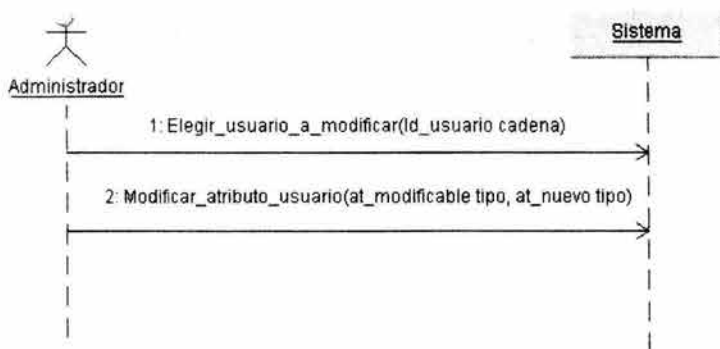 Sistema
Administrador
1: Elegir_usuario_a_modificar(Id_usuario cadena)
2: Modificar_atributo_usuario(at_modificable tipo, at_nuevo tipo)